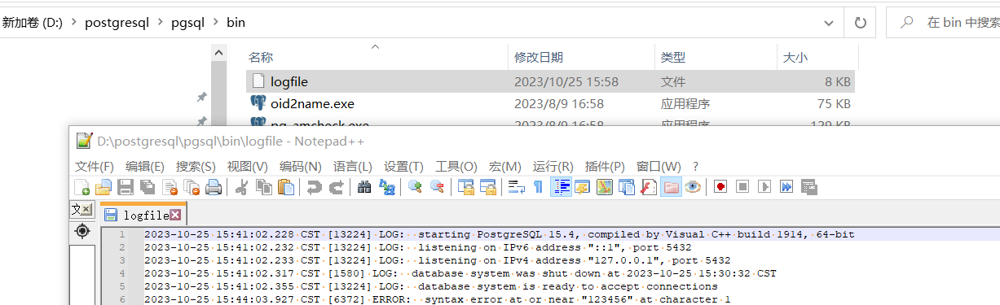 新加卷 (D:) postgresql pgsql bin 在 bin 中搜索
名称 修改日期 类型 大小
logfile 2023/10/25 15:58 文件 8 KB
oid2name.exe 2023/8/9 16:58 应用程序 75 KB
pg_amcheck.exe 2023/8/9 16:58 应用程序 129 KB
D:\postgresql\pgsql\bin\logfile - Notepad++
文件(F) 编辑(E) 搜索(S) 视图(V) 编码(N) 语言(L) 设置(T) 工具(O) 宏(M) 运行(R) 插件(P) 窗口(W) ?
文
logfile
1 2023-10-25 15:41:02.228 CST [13224] LOG:  starting PostgreSQL 15.4, compiled by Visual C++ build 1914, 64-bit
2 2023-10-25 15:41:02.232 CST [13224] LOG:  listening on IPv6 address "::1", port 5432
3 2023-10-25 15:41:02.233 CST [13224] LOG:  listening on IPv4 address "127.0.0.1", port 5432
4 2023-10-25 15:41:02.317 CST [1580] LOG:  database system was shut down at 2023-10-25 15:30:32 CST
5 2023-10-25 15:41:02.355 CST [13224] LOG:  database system is ready to accept connections
6 2023-10-25 15:44:03.927 CST [6372] ERROR:  syntax error at or near "123456" at character 1